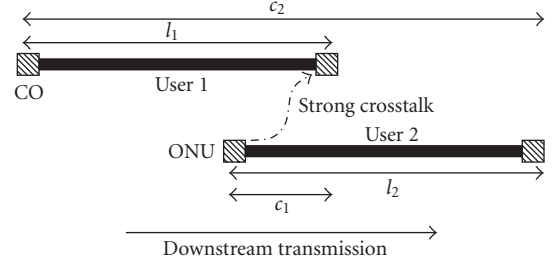 c2
l1
User 1
CO
Strong crosstalk
User 2
ONU
l2
c1
Downstream transmission